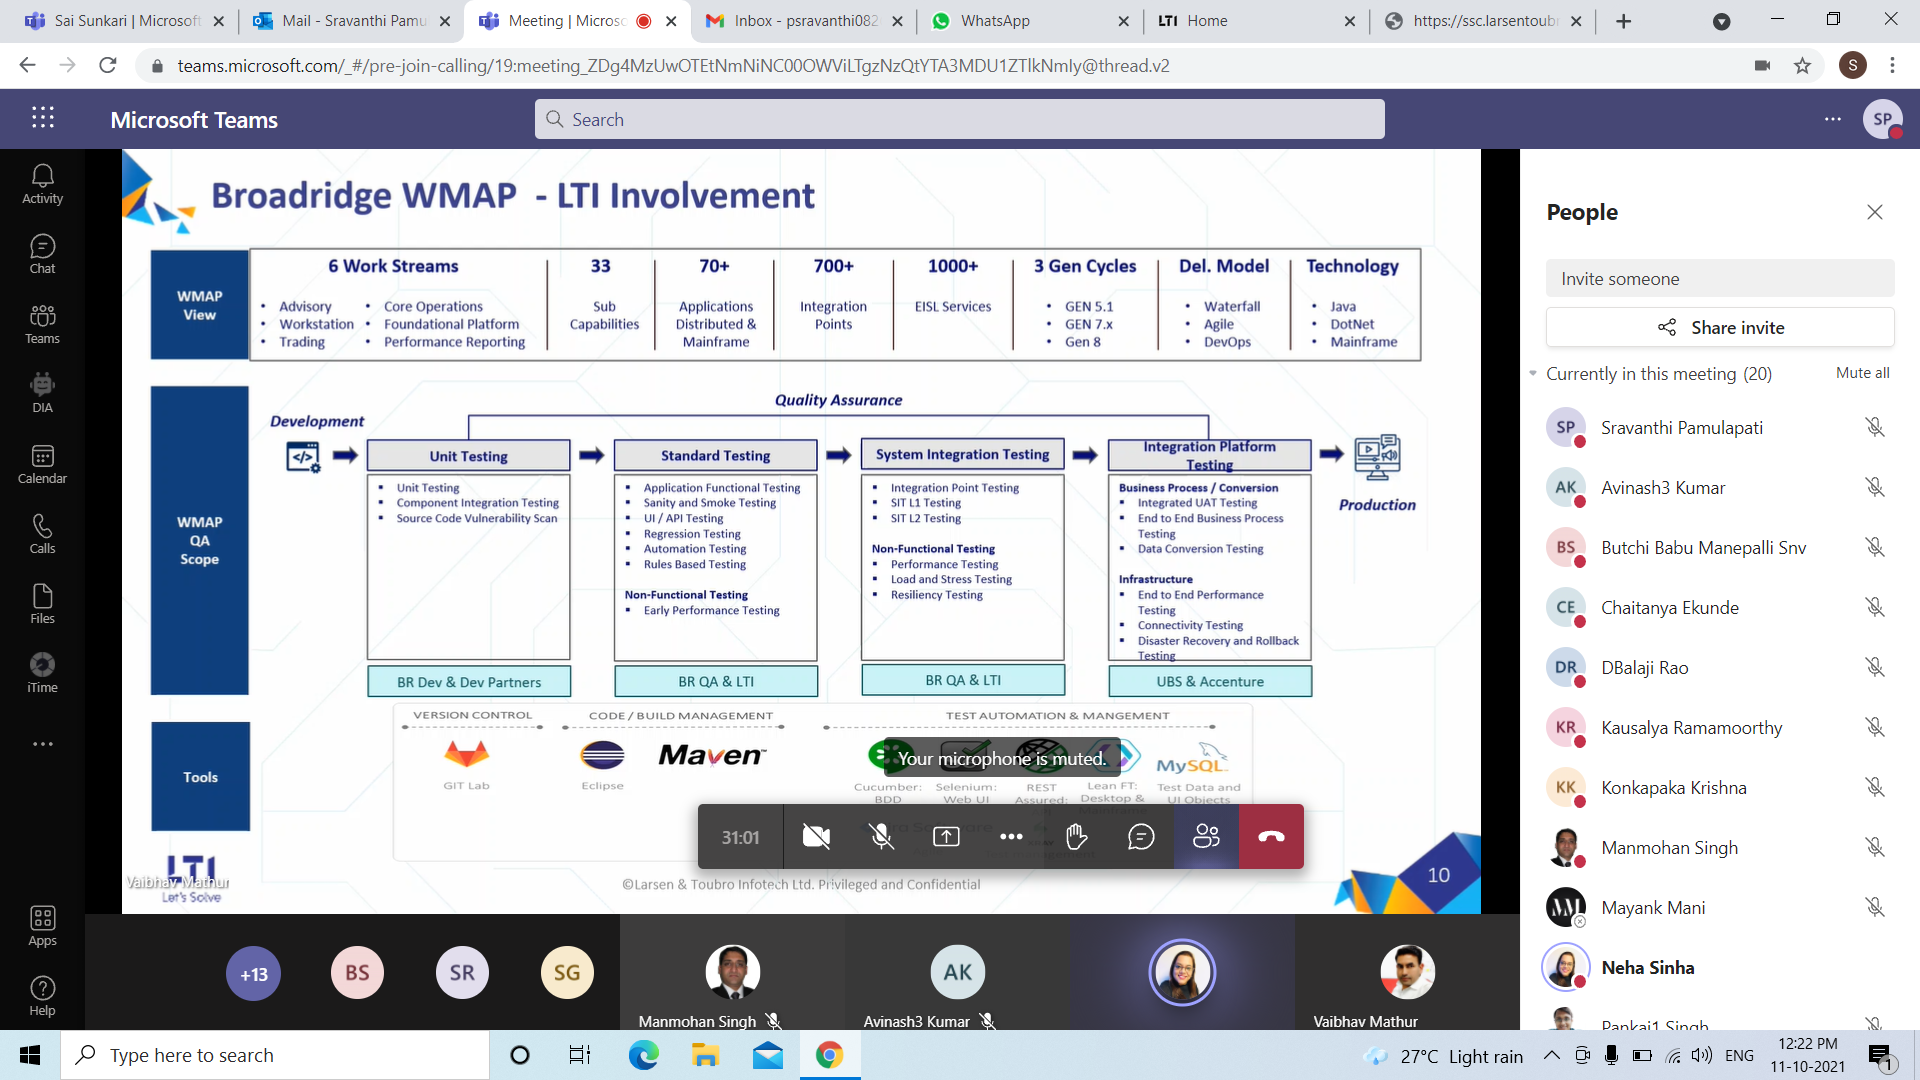 Sai Sunkari | Microsoft
Mail - Sravanthi Pamu
Meeting | Microso
Inbox - psravanthi082
WhatsApp
LTI Home
https://ssc.larsentoub
teams.microsoft.com/_#/pre-join-calling/19:meeting_ZDg4MzUwOTEtNmNiNC00OWViLTgzNzQtYTA3MDU1ZTlkNmIy@thread.v2
S
Microsoft Teams
Search
SP
Activity
Chat
Teams
DIA
Calendar
Calls
Files
iTime
Apps
Help
Broadridge WMAP - LTI Involvement
WMAP
View
6 Work Streams
Advisory
Workstation
Trading
Core Operations
Foundational Platform
Performance Reporting
33
Sub
Capabilities
70+
Applications
Distributed &
Mainframe
700+
Integration
Points
1000+
EISL Services
3 Gen Cycles
GEN 5.1
GEN 7.x
Gen 8
Del. Model
Waterfall
Agile
DevOps
Technology
Java
DotNet
Mainframe
WMAP
QA
Scope
Quality Assurance
Development
Unit Testing
Unit Testing
Component Integration Testing
Source Code Vulnerability Scan
BR Dev & Dev Partners
Standard Testing
Application Functional Testing
Sanity and Smoke Testing
UI / API Testing
Regression Testing
Automation Testing
Rules Based Testing
Non-Functional Testing
Early Performance Testing
BR QA & LTI
System Integration Testing
Integration Point Testing
SIT L1 Testing
SIT L2 Testing
Non-Functional Testing
Performance Testing
Load and Stress Testing
Resiliency Testing
BR QA & LTI
Integration Platform
Testing
Business Process / Conversion
Integrated UAT Testing
End to End Business Process
Testing
Data Conversion Testing
Infrastructure
End to End Performance
Testing
Connectivity Testing
Disaster Recovery and Rollback
Testing
UBS & Accenture
Production
Tools
VERSION CONTROL
CODE / BUILD MANAGEMENT
TEST AUTOMATION & MANGEMENT
GIT Lab
Eclipse
Maven™
Cucumber:
BDD
Selenium:
Web UI
REST
Assured:
Lean FT:
Desktop &
MySQL
Test Data and
UI Objects
Your microphone is muted.
31:01
LTI
Let's Solve
Vaibhav Mathur
©Larsen & Toubro Infotech Ltd. Privileged and Confidential
10
+13
BS
SR
SG
Manmohan Singh
AK
Avinash3 Kumar
Vaibhav Mathur
People
Invite someone
Share invite
Currently in this meeting (20)
Mute all
SP Sravanthi Pamulapati
AK Avinash3 Kumar
BS Butchi Babu Manepalli Snv
CE Chaitanya Ekunde
DR DBalaji Rao
KR Kausalya Ramamoorthy
KK Konkapaka Krishna
Manmohan Singh
Mayank Mani
Neha Sinha
Pankaj1 Singh
Type here to search
27°C Light rain
ENG
12:22 PM
11-10-2021
1